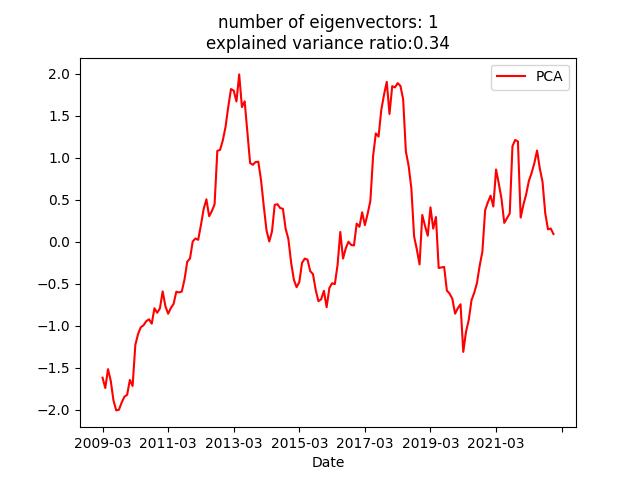 number of eigenvectors: 1
explained variance ratio:0.34
PCA
2.0
1.5
1.0
0.5
0.0
−0.5
−1.0
−1.5
−2.0
2009-03 2011-03 2013-03 2015-03 2017-03 2019-03 2021-03
Date